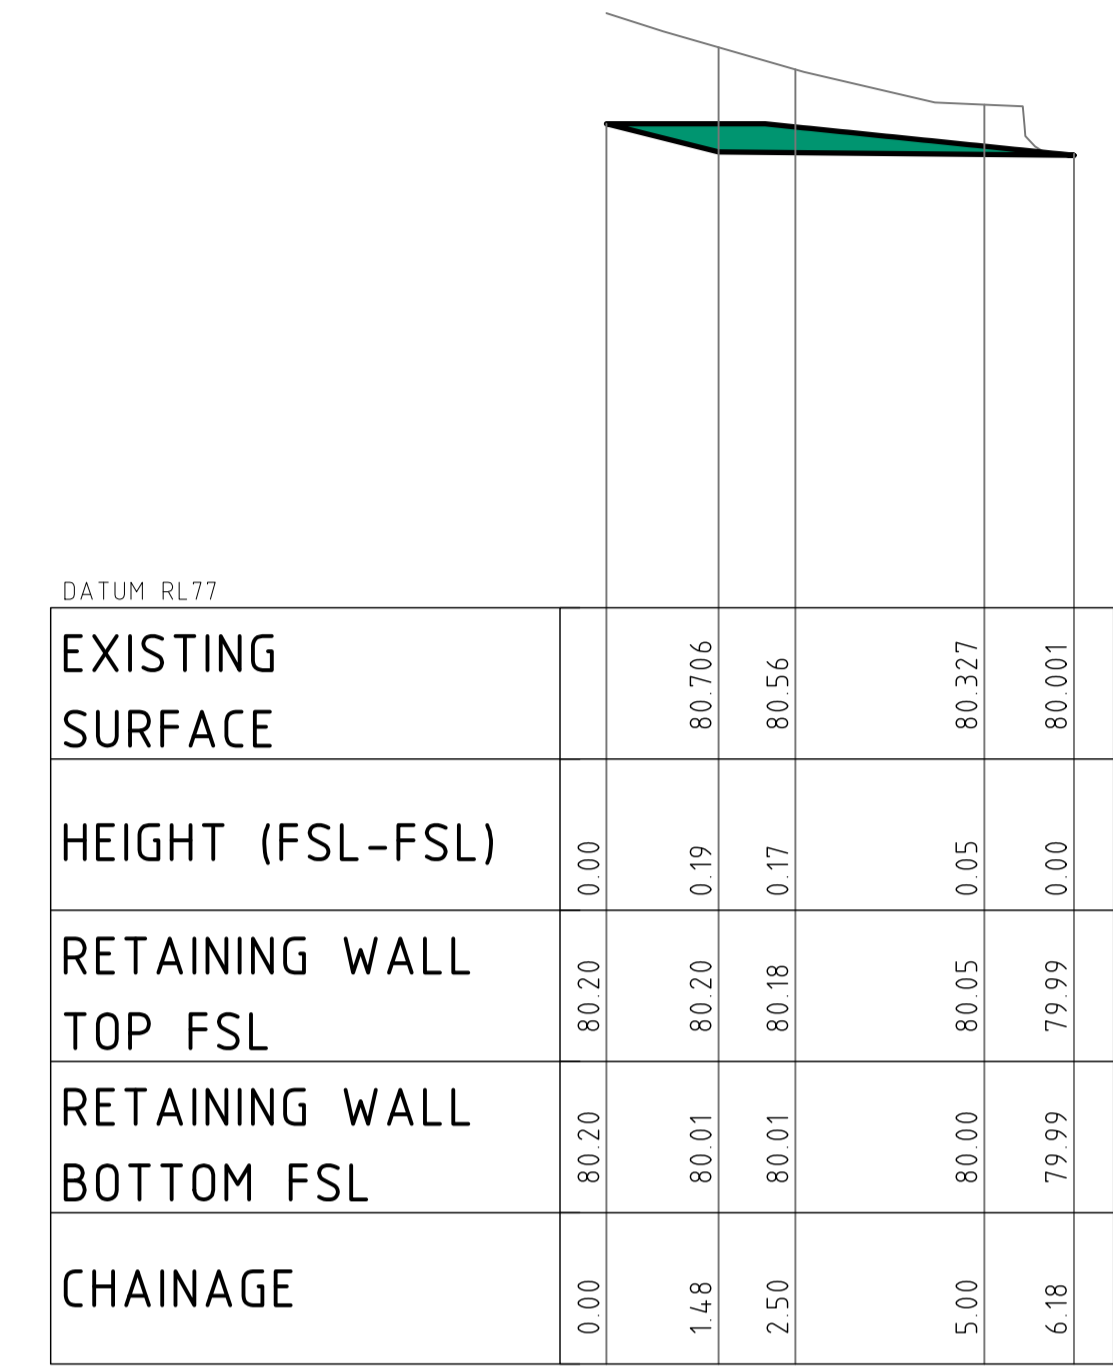 DATUM RL77
EXISTING
SURFACE
80.706
80.56
80.327
80.001
HEIGHT (FSL-FSL)
0.00
0.19
0.17
0.05
0.00
RETAINING WALL
TOP FSL
80.20
80.20
80.18
80.05
79.99
RETAINING WALL
BOTTOM FSL
80.20
80.01
80.01
80.00
79.99
CHAINAGE
0.00
1.48
2.50
5.00
6.18